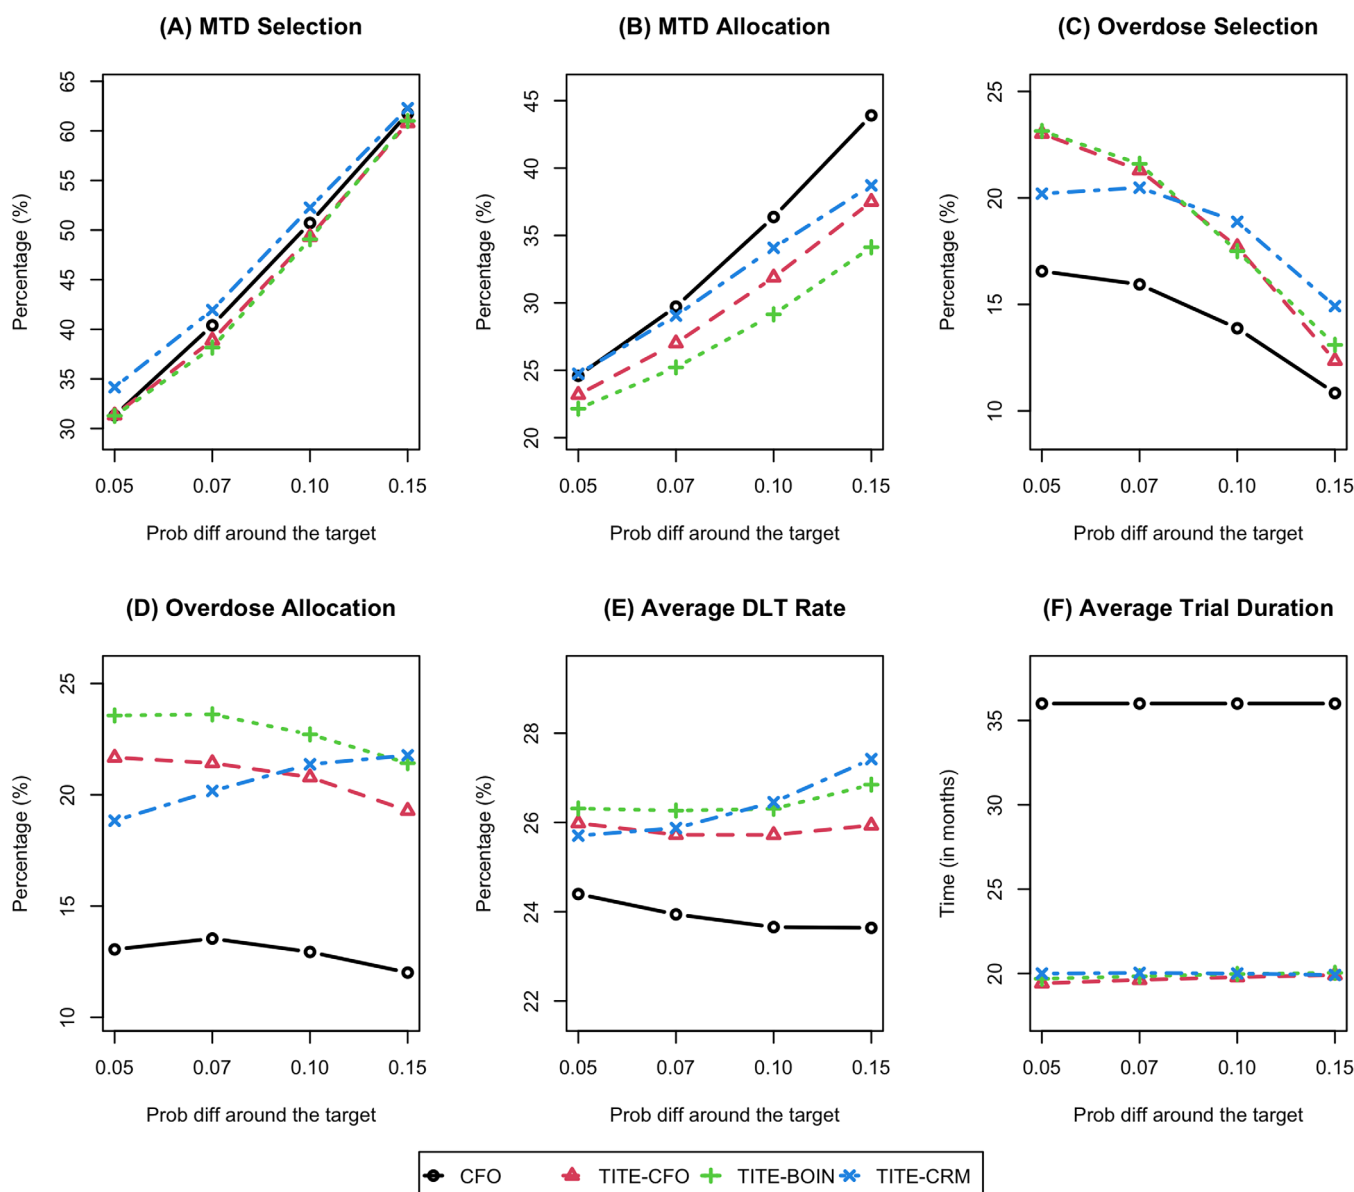 (A) MTD Selection
Percentage (%)
65
60
55
50
45
40
35
30
0.05 0.07 0.10 0.15
Prob diff around the target
(B) MTD Allocation
Percentage (%)
45
40
35
30
25
20
0.05 0.07 0.10 0.15
Prob diff around the target
(C) Overdose Selection
Percentage (%)
25
20
15
10
0.05 0.07 0.10 0.15
Prob diff around the target
(D) Overdose Allocation
Percentage (%)
25
20
15
10
0.05 0.07 0.10 0.15
Prob diff around the target
(E) Average DLT Rate
Percentage (%)
28
26
24
22
0.05 0.07 0.10 0.15
Prob diff around the target
(F) Average Trial Duration
Time (in months)
35
30
25
20
0.05 0.07 0.10 0.15
Prob diff around the target
CFO TITE-CFO TITE-BOIN TITE-CRM